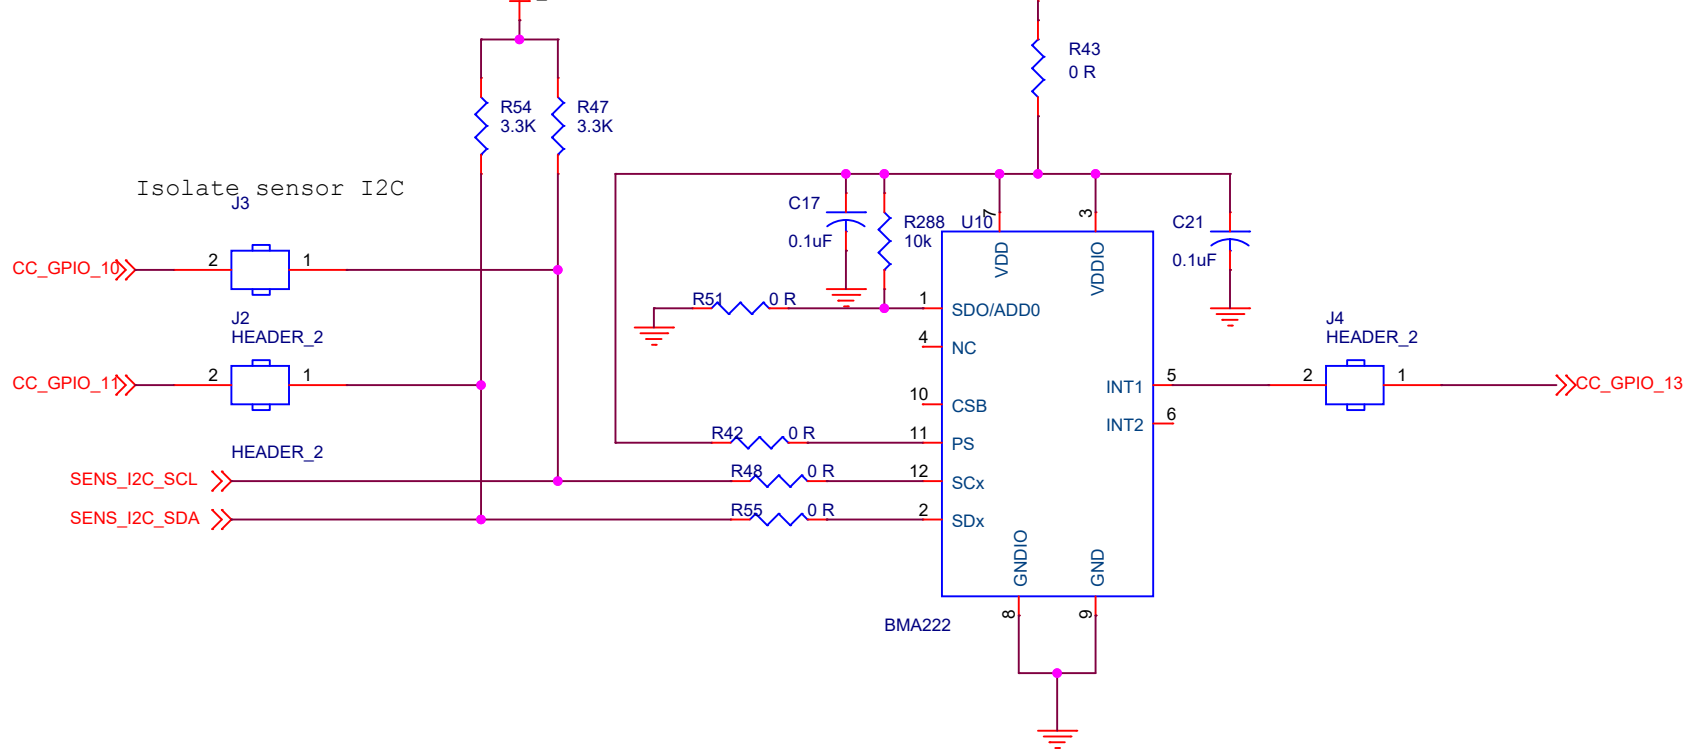 R43
0 R
R54
3.3K
R47
3.3K
Isolate sensor I2C
J3
CC_GPIO_10
2
1
J2
HEADER_2
CC_GPIO_11
2
1
HEADER_2
SENS_I2C_SCL
SENS_I2C_SDA
C17
0.1uF
R288
10k
U10
7
VDD
3
VDDIO
C21
0.1uF
R51 0 R
1
SDO/ADD0
4
NC
10
CSB
R42 0 R
11
PS
R48 0 R
12
SCx
R55 0 R
2
SDx
INT1
5
INT2
6
J4
HEADER_2
2
1
CC_GPIO_13
GNDIO
8
GND
9
BMA222